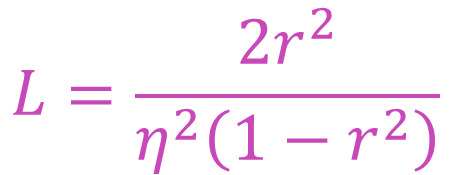 L = 2r²/η²(1 − r²)